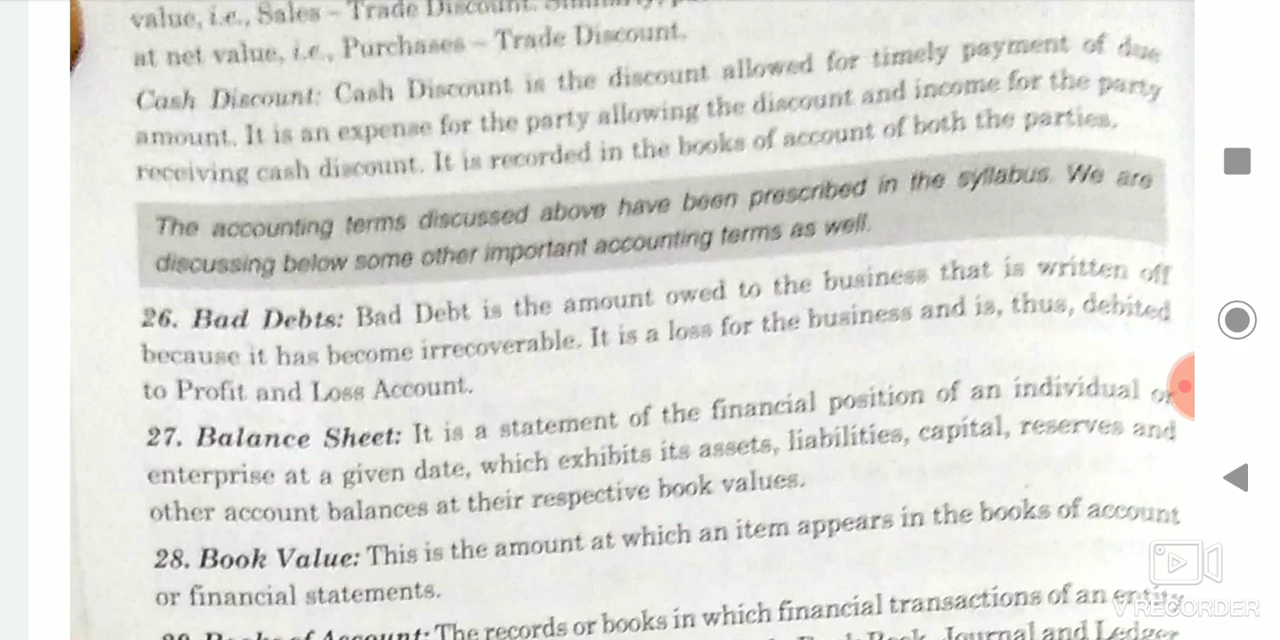 value, i.e., Sales – Trade Discount.
at net value, i.e., Purchases – Trade Discount.
Cash Discount: Cash Discount is the discount allowed for timely payment of due
amount. It is an expense for the party allowing the discount and income for the party
receiving cash discount. It is recorded in the books of account of both the parties.
The accounting terms discussed above have been prescribed in the syllabus. We are
discussing below some other important accounting terms as well.
26. Bad Debts: Bad Debt is the amount owed to the business that is written off
because it has become irrecoverable. It is a loss for the business and is, thus, debited
to Profit and Loss Account.
27. Balance Sheet: It is a statement of the financial position of an individual or
enterprise at a given date, which exhibits its assets, liabilities, capital, reserves and
other account balances at their respective book values.
28. Book Value: This is the amount at which an item appears in the books of account
or financial statements.
Account: The records or books in which financial transactions of an entity
Journal and Ledger
V RECORDER